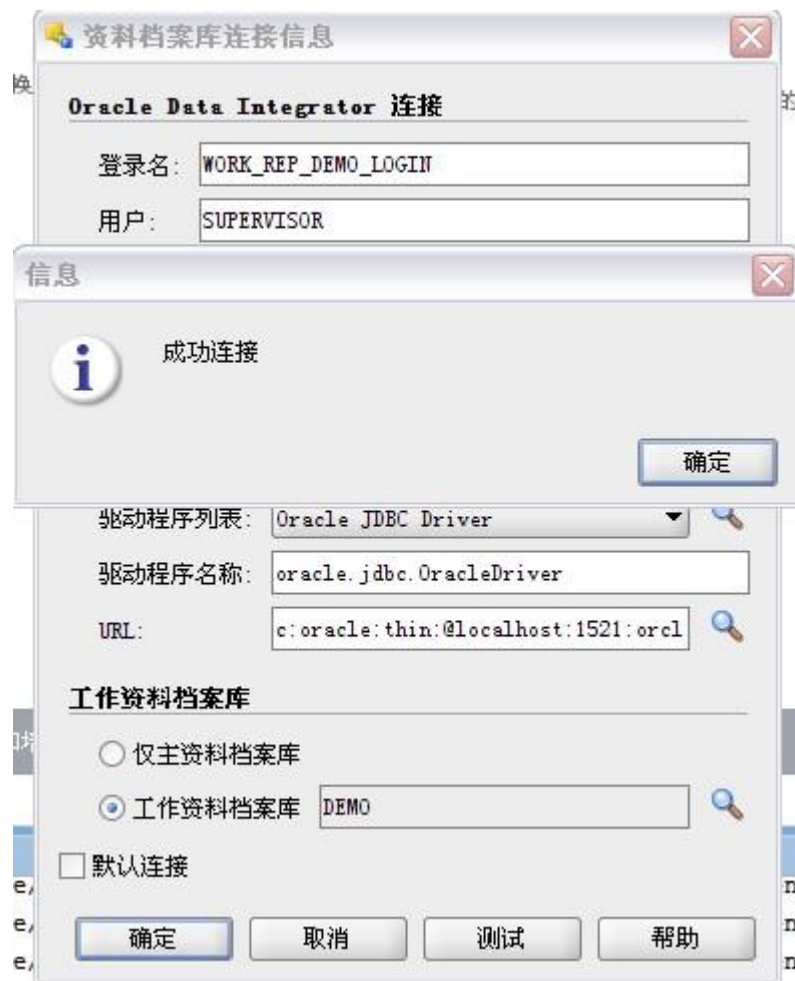 资料档案库连接信息
换
的
Oracle Data Integrator 连接
登录名: WORK_REP_DEMO_LOGIN
用户: SUPERVISOR
信息
成功连接
确定
驱动程序列表: Oracle JDBC Driver
驱动程序名称: oracle.jdbc.OracleDriver
URL: c:oracle:thin:@localhost:1521:orcl
工作资料档案库
仅主资料档案库
工作资料档案库 DEMO
默认连接
e/
e/
确定 取消 测试 帮助
e/